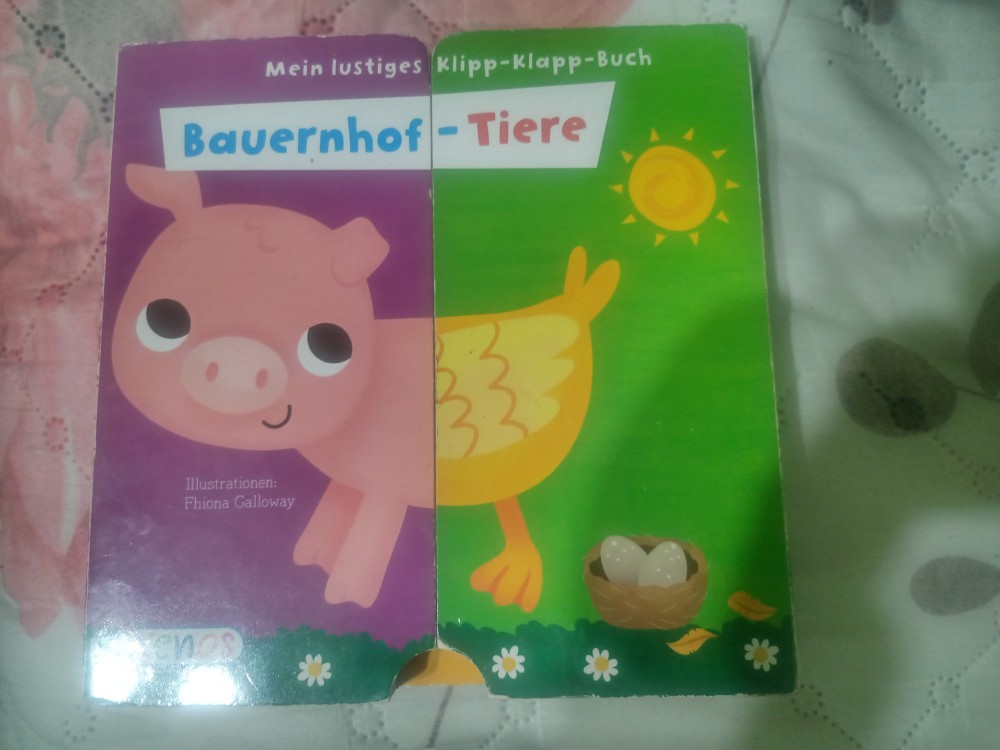 Mein lustiges Klipp-Klapp-Buch
Bauernhof - Tiere
Illustrationen:
Fhiona Galloway